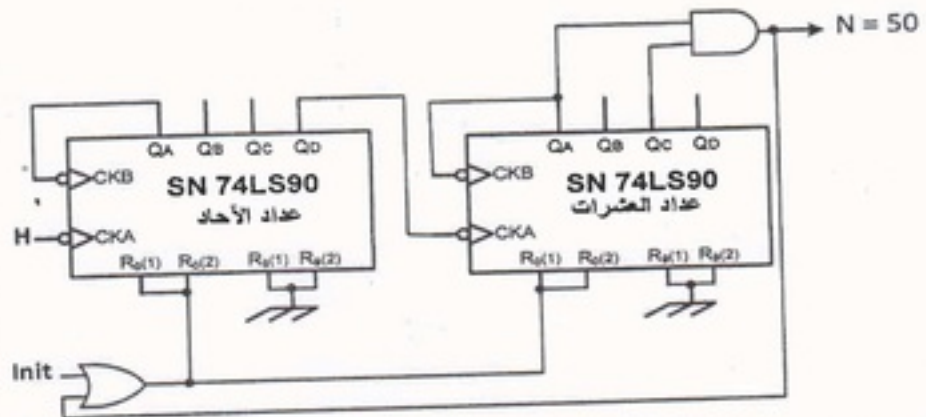 N = 50
QA QB QC QD
QA QB QC QD
CKB
SN 74LS90
عداد الأحاد
H
CKA
R0(1) R0(2) R9(1) R9(2)
CKB
SN 74LS90
عداد العشرات
CKA
R0(1) R0(2) R9(1) R9(2)
Init